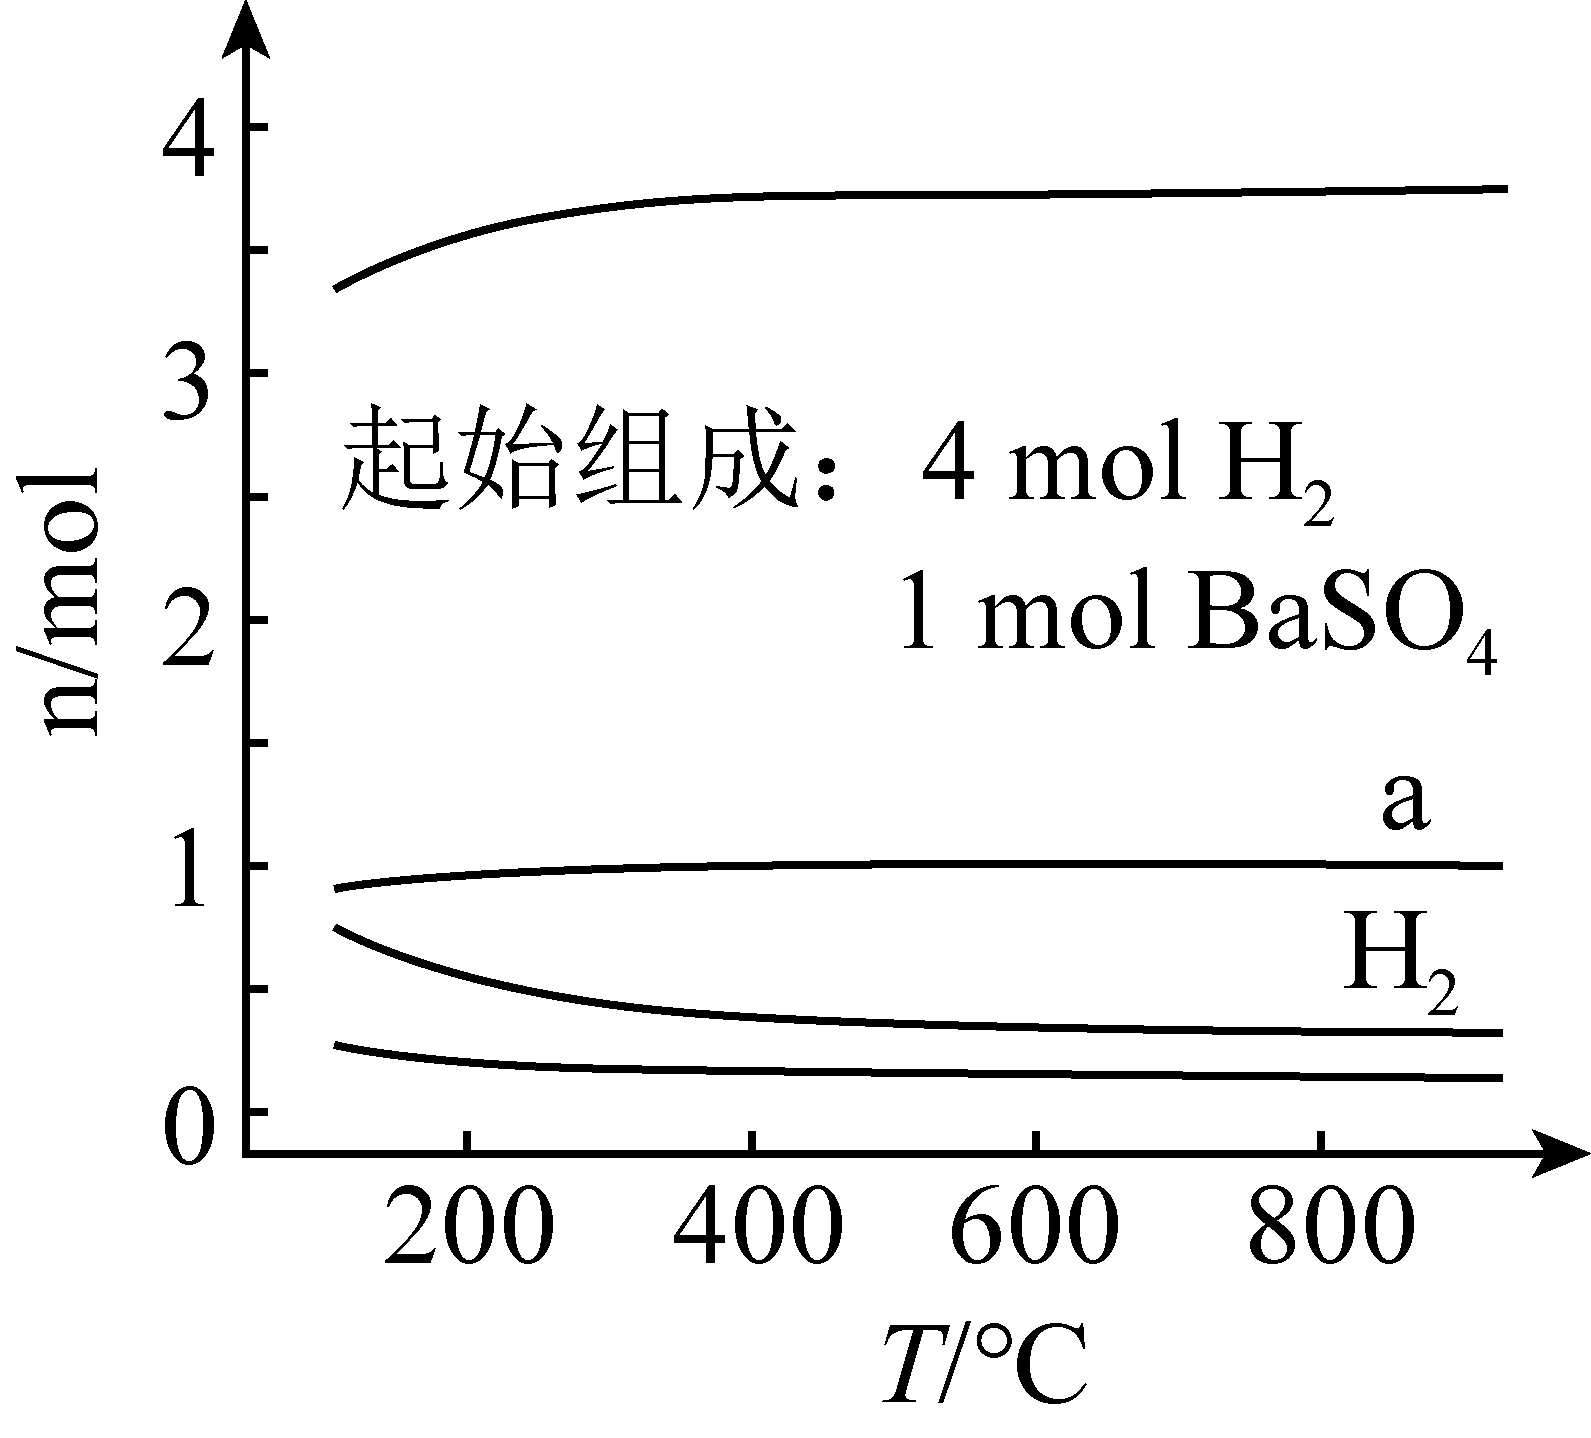 4
3
2
1
0
n/mol
起始组成： 4 mol H₂
1 mol BaSO₄
a
H₂
200 400 600 800
T/°C